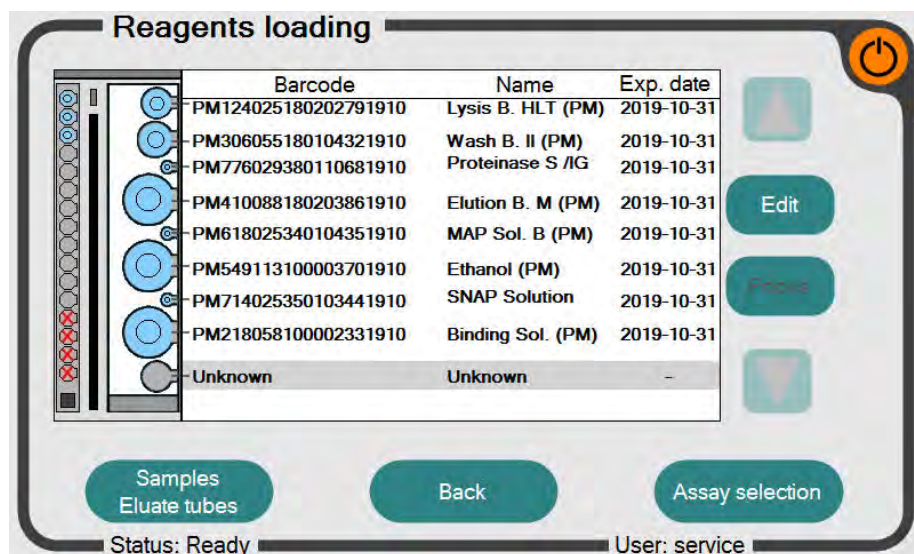 Reagents loading
Barcode Name Exp. date
PM124025180202791910 Lysis B. HLT (PM) 2019-10-31
PM306055180104321910 Wash B. II (PM) 2019-10-31
PM776029380110681910 Proteinase S /IG 2019-10-31
PM410088180203861910 Elution B. M (PM) 2019-10-31
PM618025340104351910 MAP Sol. B (PM) 2019-10-31
PM549113100003701910 Ethanol (PM) 2019-10-31
PM714025350103441910 SNAP Solution 2019-10-31
PM218058100002331910 Binding Sol. (PM) 2019-10-31
Unknown Unknown –
Edit
Samples
Eluate tubes
Back
Assay selection
Status: Ready
User: service